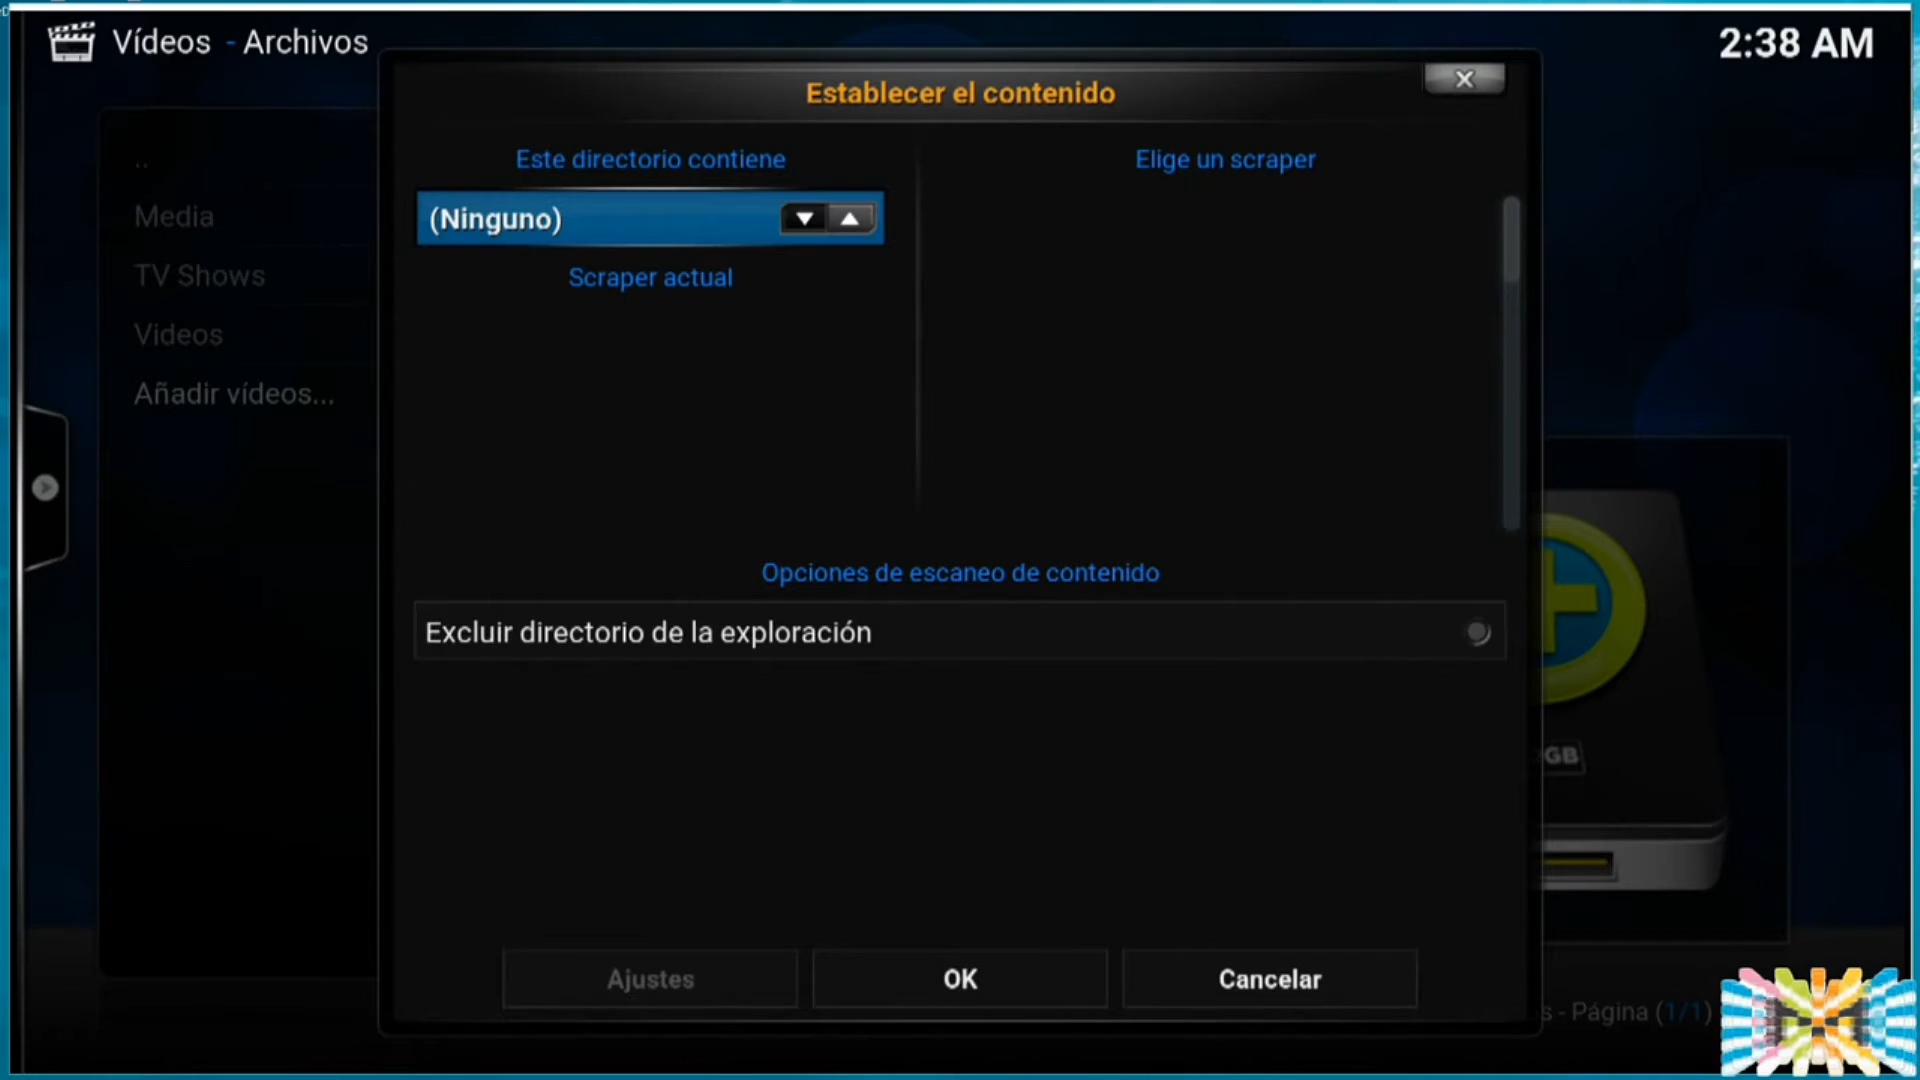 Vídeos - Archivos
2:38 AM
Establecer el contenido
Este directorio contiene
Elige un scraper
(Ninguno)
Scraper actual
..
Media
TV Shows
Videos
Añadir vídeos...
Opciones de escaneo de contenido
Excluir directorio de la exploración
GB
Ajustes
OK
Cancelar
s - Página (1/1)